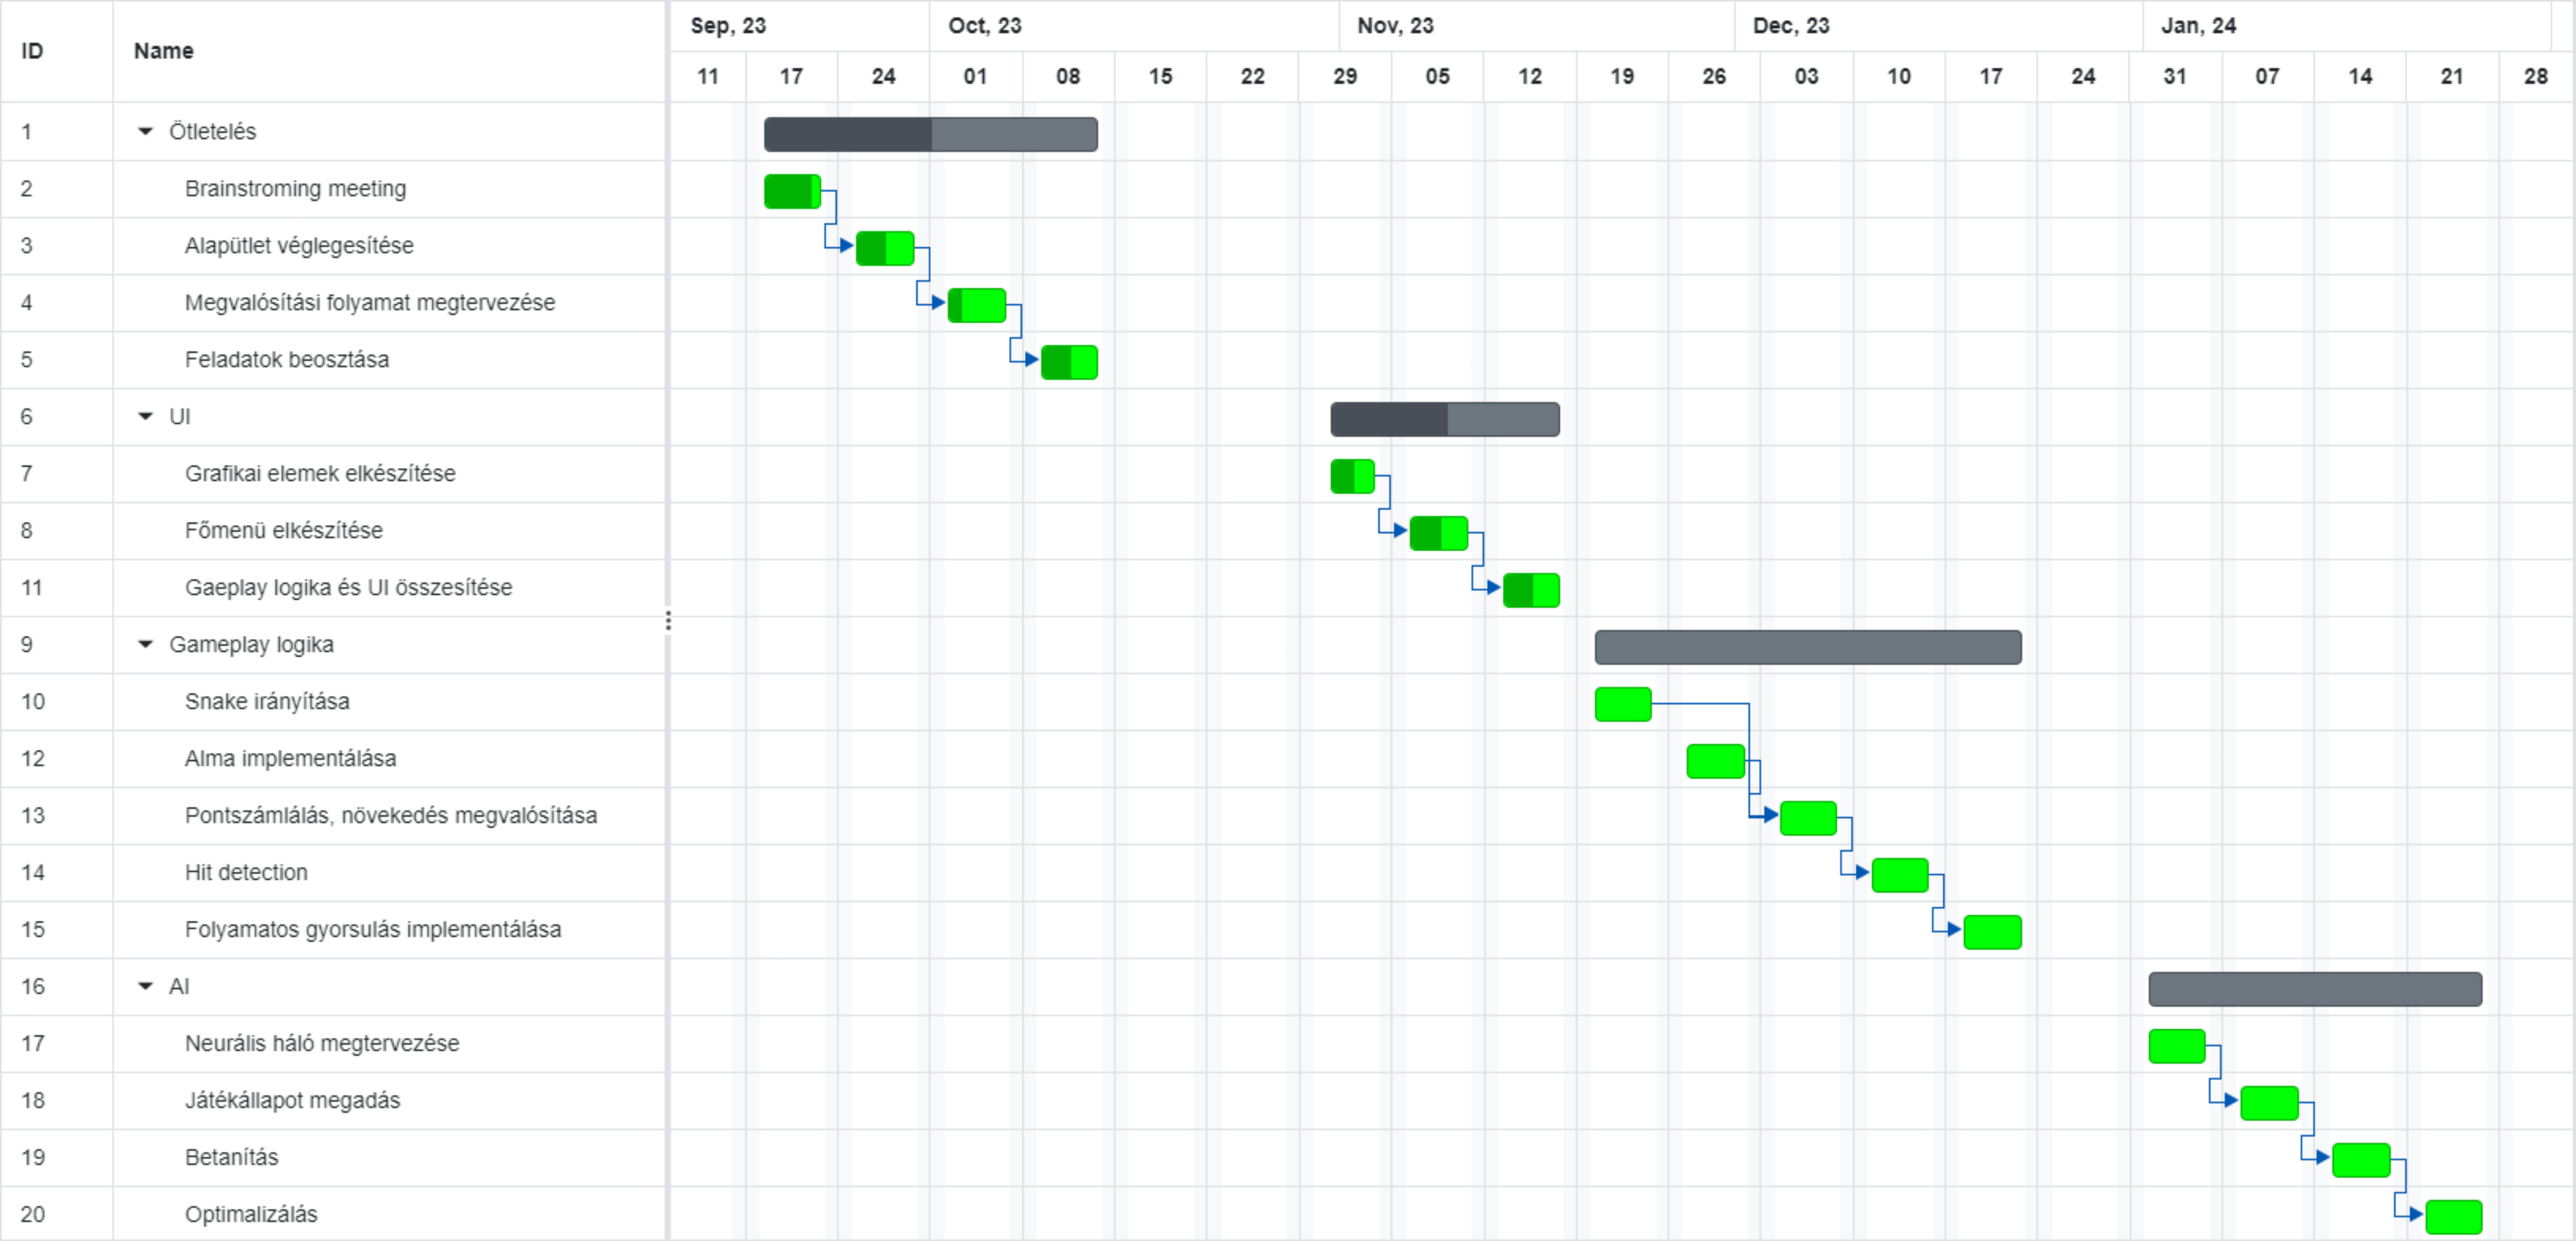 ID Name Sep, 23 Oct, 23 Nov, 23 Dec, 23 Jan, 24
11 17 24 01 08 15 22 29 05 12 19 26 03 10 17 24 31 07 14 21 28
1 Ötletelés
2 Brainstroming meeting
3 Alapütlet véglegesítése
4 Megvalósítási folyamat megtervezése
5 Feladatok beosztása
6 UI
7 Grafikai elemek elkészítése
8 Főmenü elkészítése
11 Gaeplay logika és UI összesítése
9 Gameplay logika
10 Snake irányítása
12 Alma implementálása
13 Pontszámlálás, növekedés megvalósítása
14 Hit detection
15 Folyamatos gyorsulás implementálása
16 AI
17 Neurális háló megtervezése
18 Játékállapot megadás
19 Betanítás
20 Optimalizálás